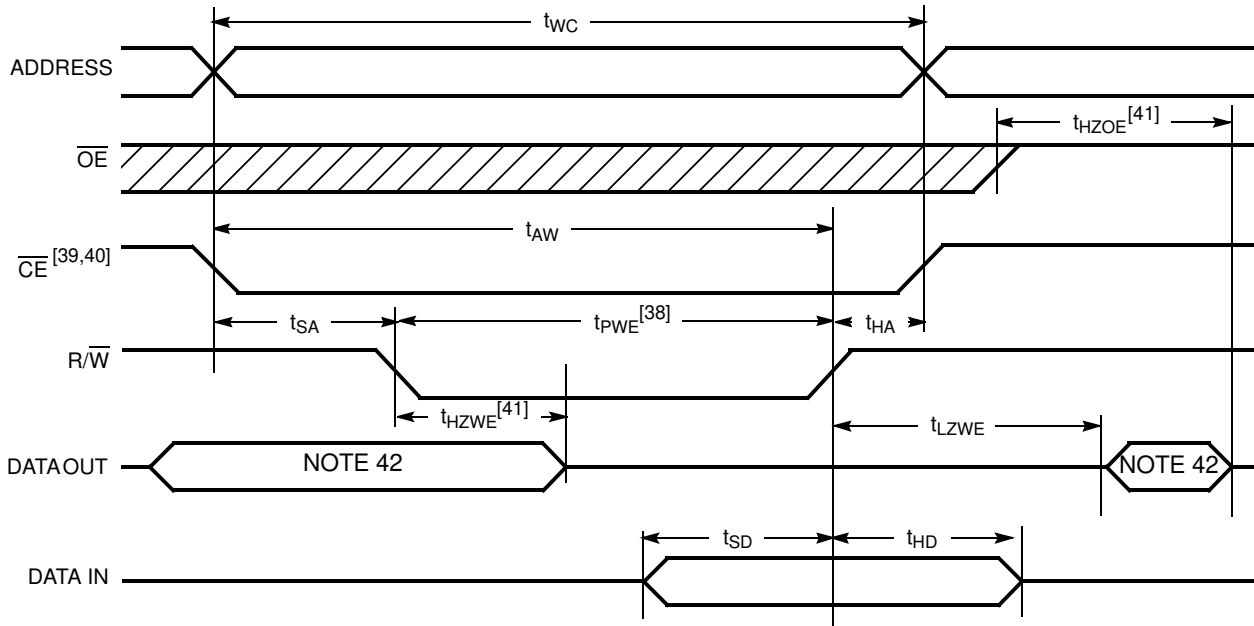 tWC
ADDRESS
tHZOE[41]
OE
tAW
CE [39,40]
tSA
tPWE[38]
tHA
R/W
tHZWE[41]
tLZWE
DATA OUT
NOTE 42
NOTE 42
tSD
tHD
DATA IN